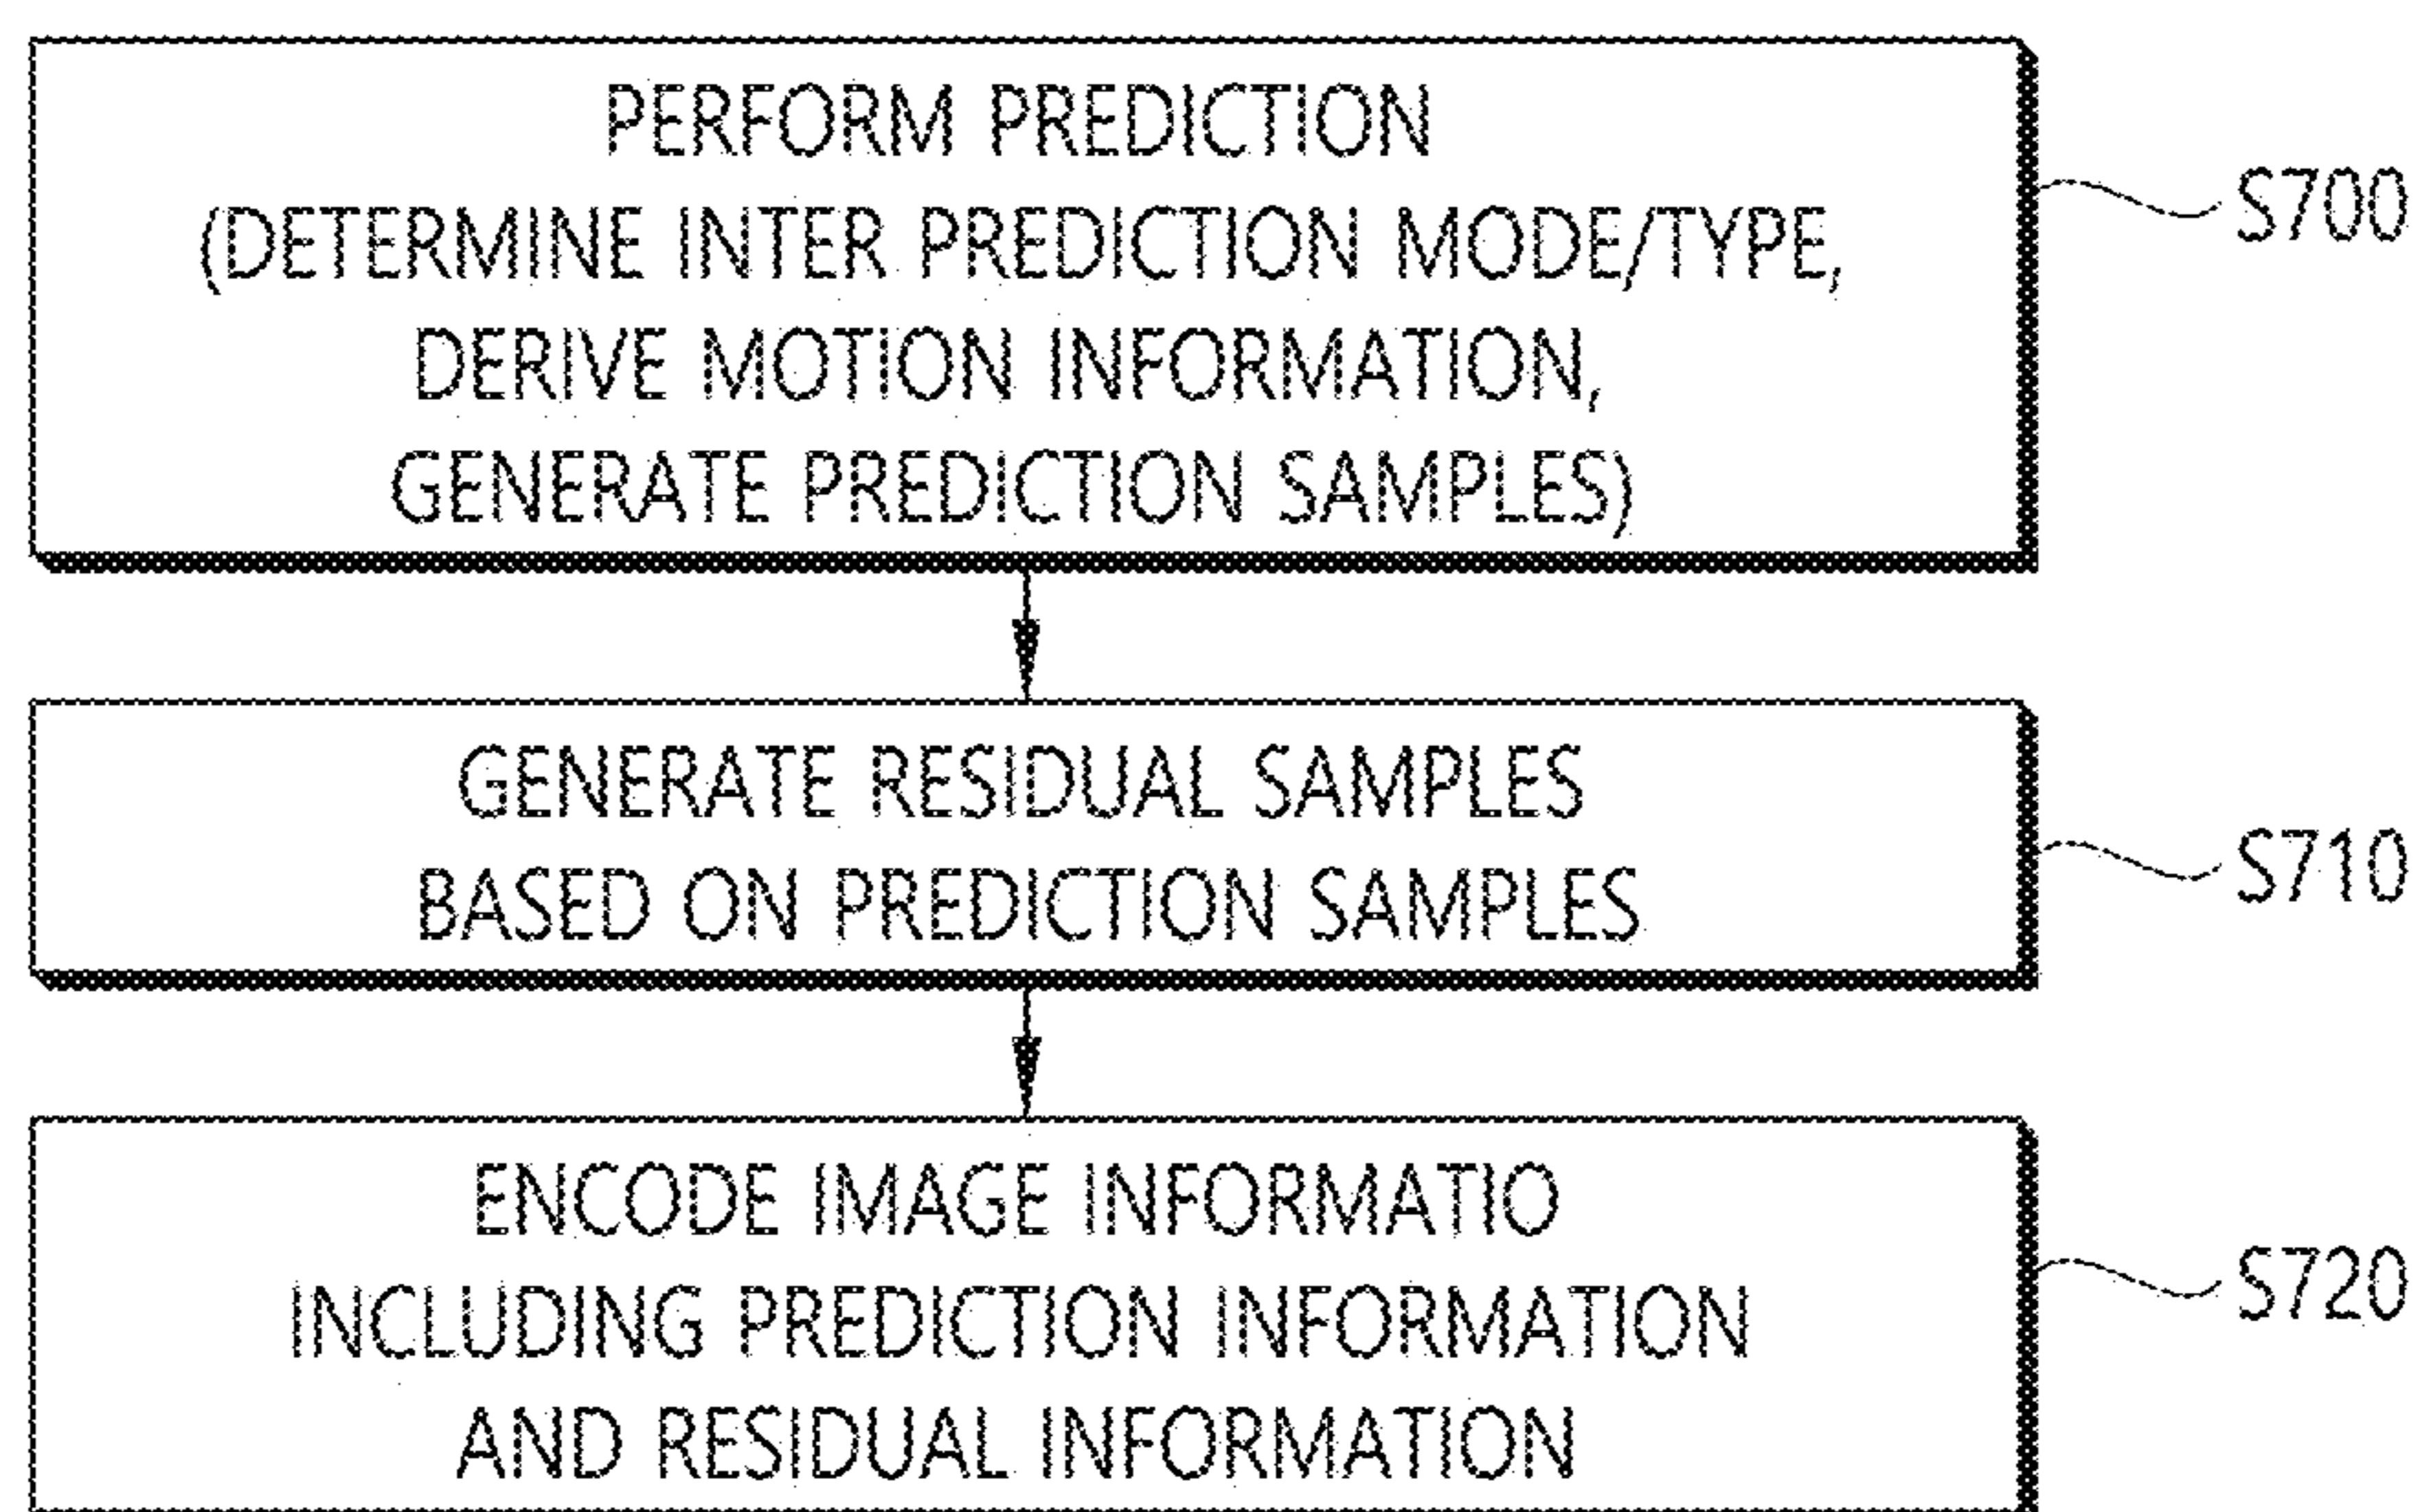 PERFORM PREDICTION
(DETERMINE INTER PREDICTION MODE/TYPE,
DERIVE MOTION INFORMATION,
GENERATE PREDICTION SAMPLES)
S700
GENERATE RESIDUAL SAMPLES
BASED ON PREDICTION SAMPLES
S710
ENCODE IMAGE INFORMATIO
INCLUDING PREDICTION INFORMATION
AND RESIDUAL INFORMATION
S720